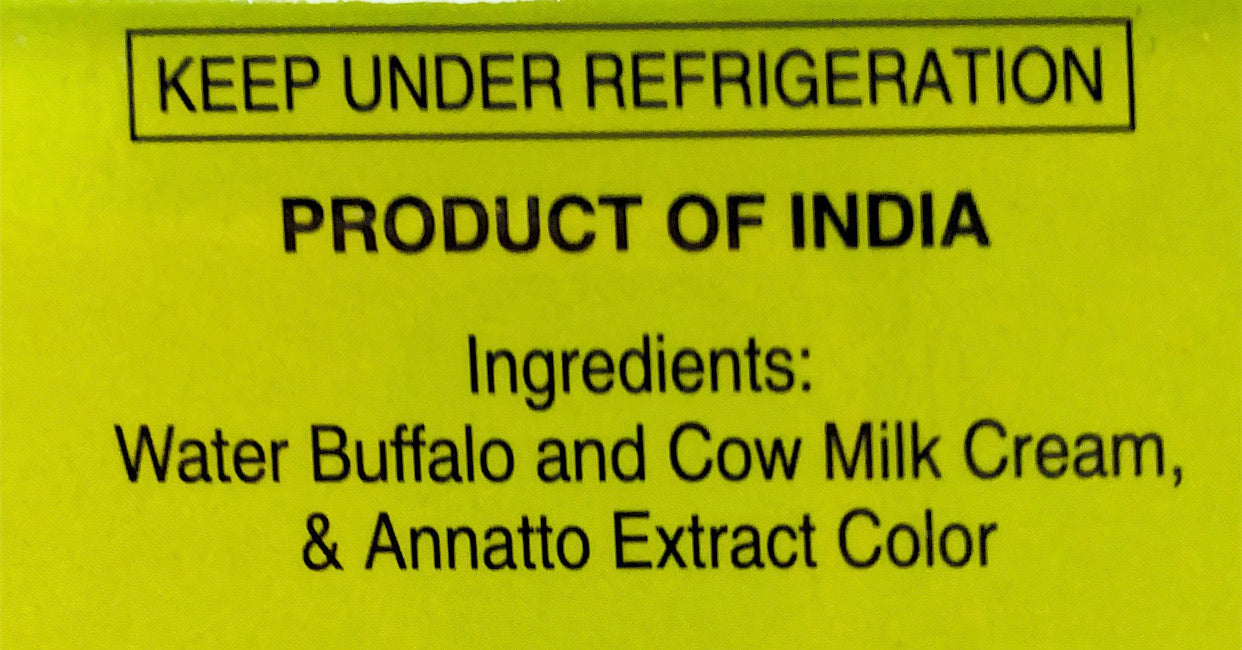 KEEP UNDER REFRIGERATION
PRODUCT OF INDIA
Ingredients:
Water Buffalo and Cow Milk Cream,
& Annatto Extract Color